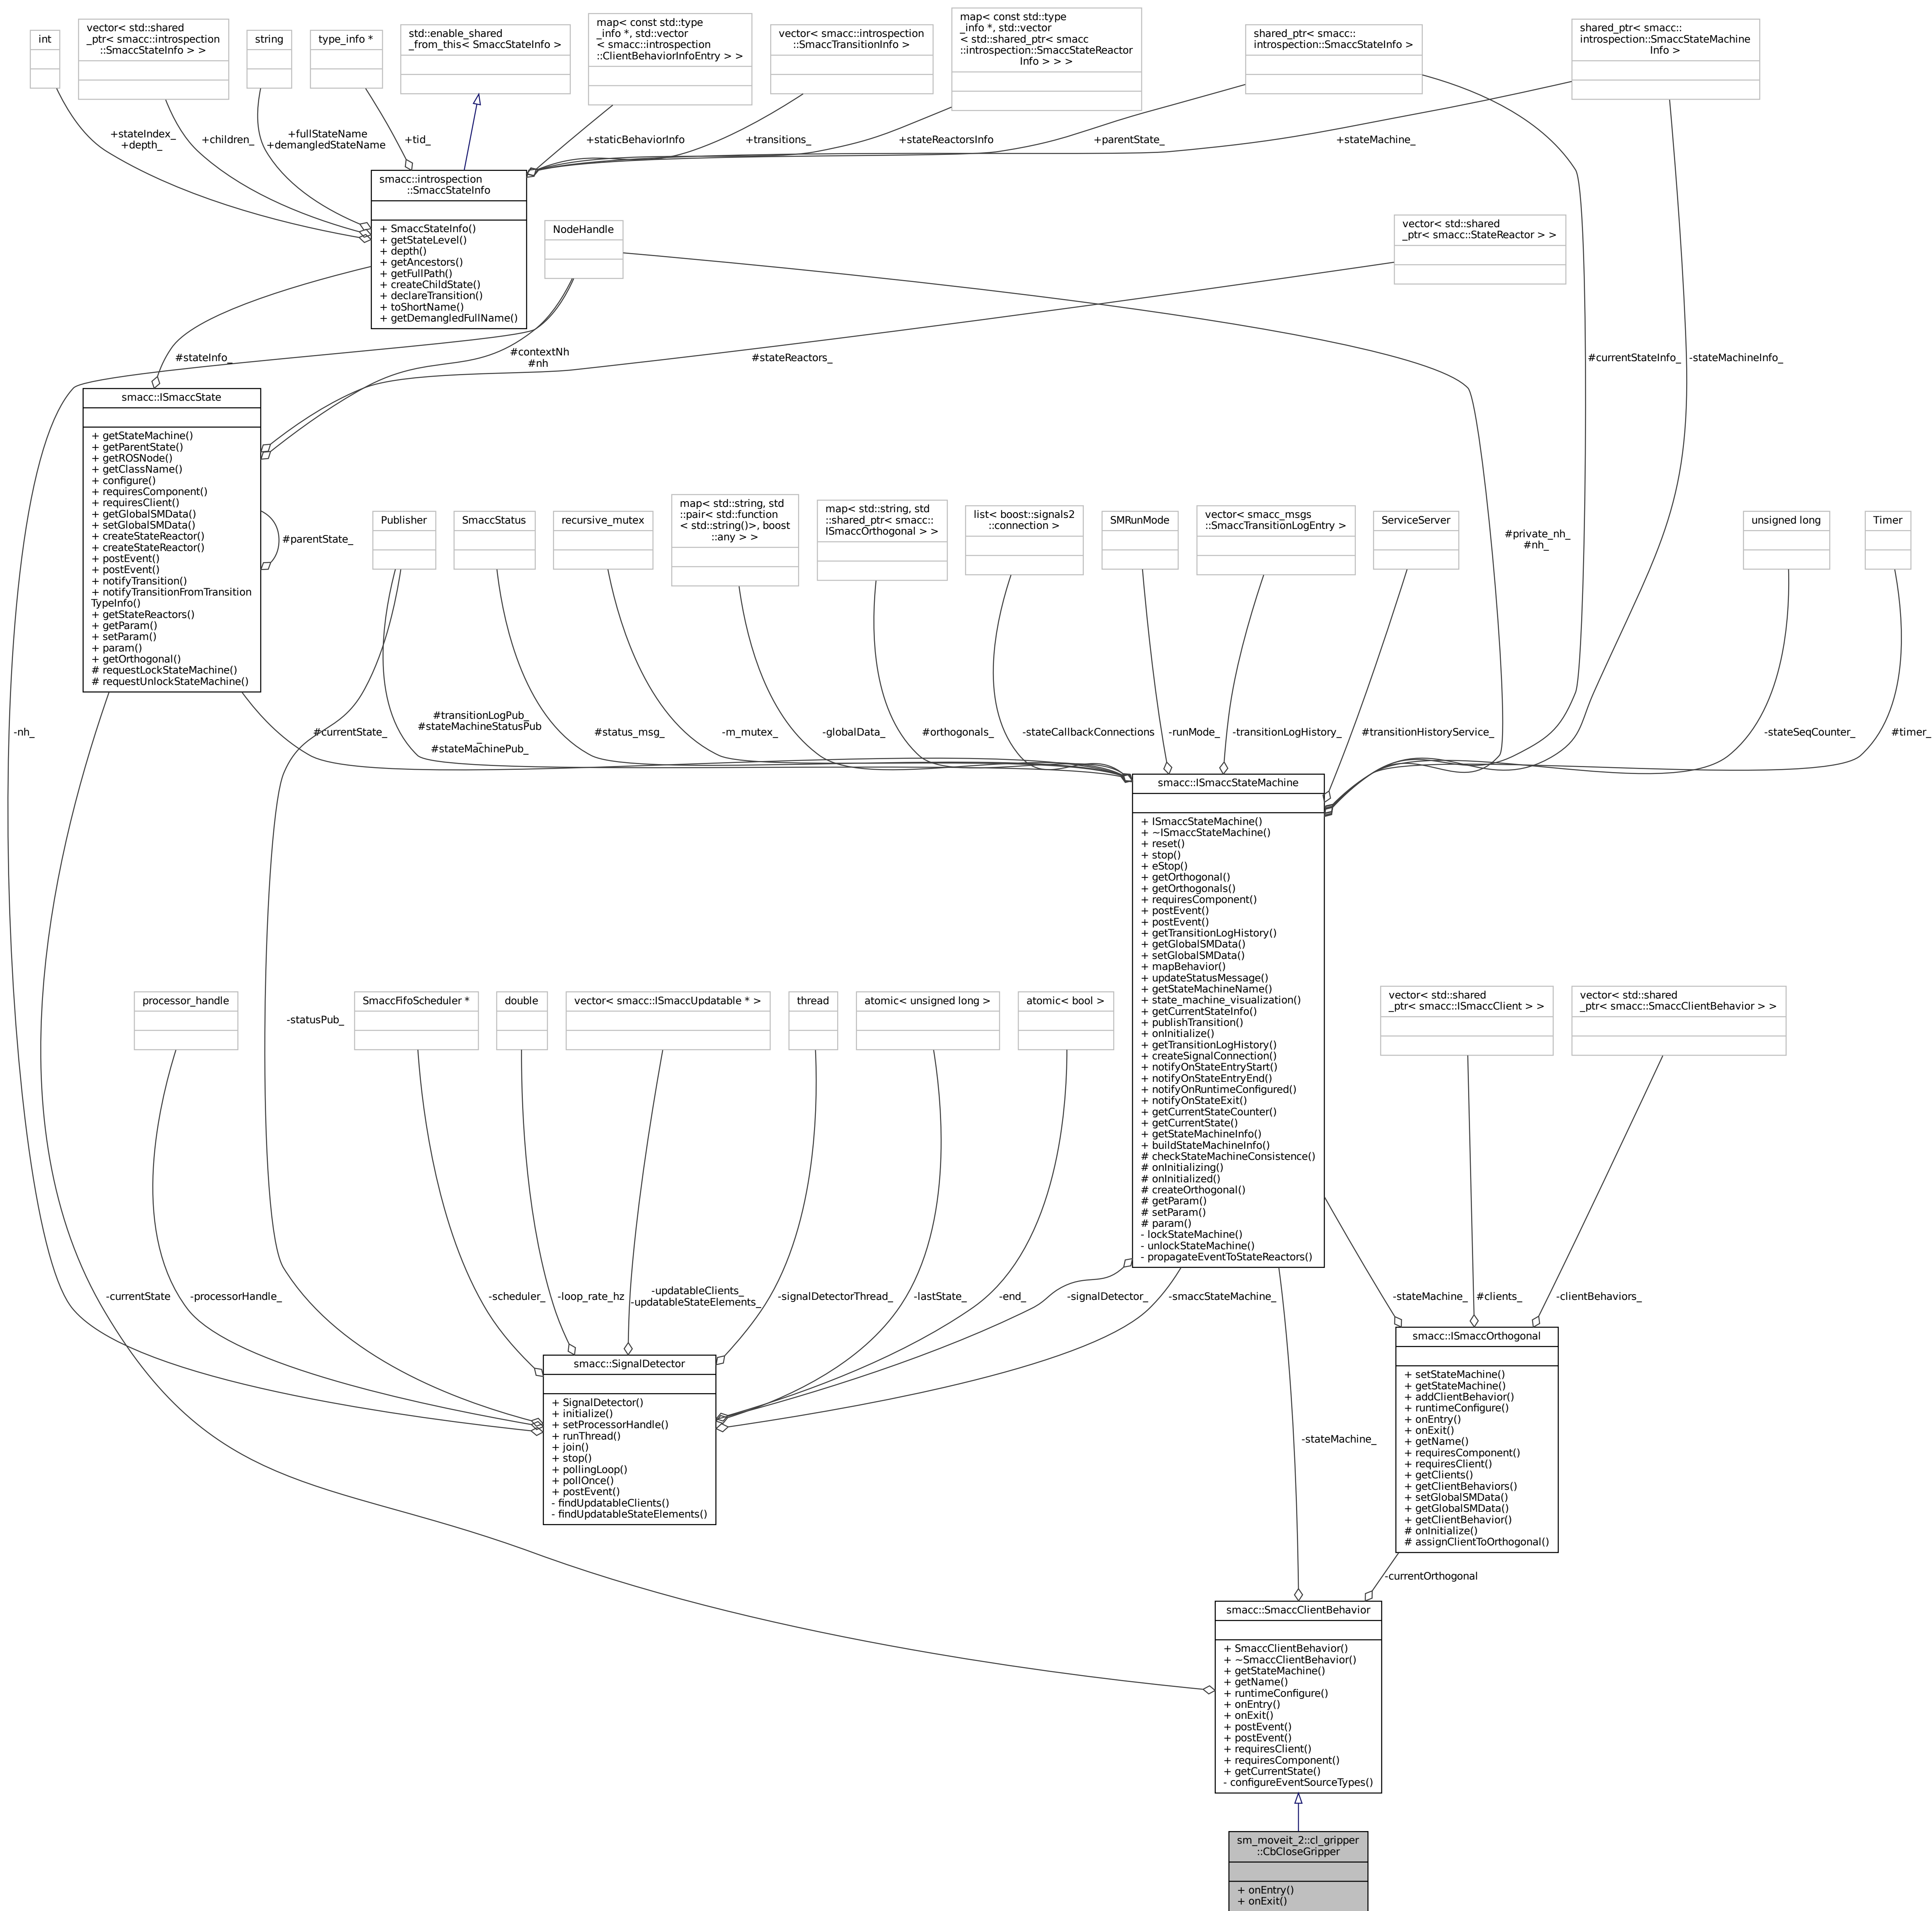 int
vector< std::shared
_ptr< smacc::introspection
::SmaccStateInfo > >
string
type_info *
std::enable_shared
_from_this< SmaccStateInfo >
map< const std::type
_info *, std::vector
< smacc::introspection
::ClientBehaviorInfoEntry > >
vector< smacc::introspection
::SmaccTransitionInfo >
map< const std::type
_info *, std::vector
< std::shared_ptr< smacc
::introspection::SmaccStateReactor
Info > > >
shared_ptr< smacc::
introspection::SmaccStateInfo >
shared_ptr< smacc::
introspection::SmaccStateMachine
Info >
+stateIndex_
+depth_
+children_
+fullStateName
+demangledStateName
+tid_
+staticBehaviorInfo
+transitions_
+stateReactorsInfo
+parentState_
+stateMachine_
smacc::introspection
::SmaccStateInfo
+ SmaccStateInfo()
+ getStateLevel()
+ depth()
+ getAncestors()
+ getFullPath()
+ createChildState()
+ declareTransition()
+ toShortName()
+ getDemangledFullName()
NodeHandle
vector< std::shared
_ptr< smacc::StateReactor > >
#stateInfo_
#contextNh
#nh
#stateReactors_
#currentStateInfo_
-stateMachineInfo_
smacc::ISmaccState
+ getStateMachine()
+ getParentState()
+ getROSNode()
+ getClassName()
+ configure()
+ requiresComponent()
+ requiresClient()
+ getGlobalSMData()
+ setGlobalSMData()
+ createStateReactor()
+ createStateReactor()
+ postEvent()
+ postEvent()
+ notifyTransition()
+ notifyTransitionFromTransition
TypeInfo()
+ getStateReactors()
+ getParam()
+ setParam()
+ param()
+ getOrthogonal()
# requestLockStateMachine()
# requestUnlockStateMachine()
#parentState_
Publisher
SmaccStatus
recursive_mutex
map< std::string, std
::pair< std::function
< std::string()>, boost
::any > >
map< std::string, std
::shared_ptr< smacc::
ISmaccOrthogonal > >
list< boost::signals2
::connection >
SMRunMode
vector< smacc_msgs
::SmaccTransitionLogEntry >
ServiceServer
#private_nh_
#nh_
unsigned long
Timer
-nh_
#currentState_
#transitionLogPub_
#stateMachineStatusPub
_
#stateMachinePub_
#status_msg_
-m_mutex_
-globalData_
#orthogonals_
-stateCallbackConnections
-runMode_
-transitionLogHistory_
#transitionHistoryService_
-stateSeqCounter_
#timer_
smacc::ISmaccStateMachine
+ ISmaccStateMachine()
+ ~ISmaccStateMachine()
+ reset()
+ stop()
+ eStop()
+ getOrthogonal()
+ getOrthogonals()
+ requiresComponent()
+ postEvent()
+ postEvent()
+ getTransitionLogHistory()
+ getGlobalSMData()
+ setGlobalSMData()
+ mapBehavior()
+ updateStatusMessage()
+ getStateMachineName()
+ state_machine_visualization()
+ getCurrentStateInfo()
+ publishTransition()
+ onInitialize()
+ getTransitionLogHistory()
+ createSignalConnection()
+ notifyOnStateEntryStart()
+ notifyOnStateEntryEnd()
+ notifyOnRuntimeConfigured()
+ notifyOnStateExit()
+ getCurrentStateCounter()
+ getCurrentState()
+ getStateMachineInfo()
+ buildStateMachineInfo()
# checkStateMachineConsistence()
# onInitializing()
# onInitialized()
# createOrthogonal()
# getParam()
# setParam()
# param()
- lockStateMachine()
- unlockStateMachine()
- propagateEventToStateReactors()
processor_handle
-statusPub_
SmaccFifoScheduler *
double
vector< smacc::ISmaccUpdatable * >
thread
atomic< unsigned long >
atomic< bool >
vector< std::shared
_ptr< smacc::ISmaccClient > >
vector< std::shared
_ptr< smacc::SmaccClientBehavior > >
-currentState
-processorHandle_
-scheduler_
-loop_rate_hz
-updatableClients_
-updatableStateElements_
-signalDetectorThread_
-lastState_
-end_
-signalDetector_
-smaccStateMachine_
-stateMachine_
#clients_
-clientBehaviors_
smacc::SignalDetector
+ SignalDetector()
+ initialize()
+ setProcessorHandle()
+ runThread()
+ join()
+ stop()
+ pollingLoop()
+ pollOnce()
+ postEvent()
- findUpdatableClients()
- findUpdatableStateElements()
smacc::ISmaccOrthogonal
+ setStateMachine()
+ getStateMachine()
+ addClientBehavior()
+ runtimeConfigure()
+ onEntry()
+ onExit()
+ getName()
+ requiresComponent()
+ requiresClient()
+ getClients()
+ getClientBehaviors()
+ setGlobalSMData()
+ getGlobalSMData()
+ getClientBehavior()
# onInitialize()
# assignClientToOrthogonal()
-stateMachine_
-currentOrthogonal
smacc::SmaccClientBehavior
+ SmaccClientBehavior()
+ ~SmaccClientBehavior()
+ getStateMachine()
+ getName()
+ runtimeConfigure()
+ onEntry()
+ onExit()
+ postEvent()
+ postEvent()
+ requiresClient()
+ requiresComponent()
+ getCurrentState()
- configureEventSourceTypes()
sm_moveit_2::cl_gripper
::CbCloseGripper
+ onEntry()
+ onExit()